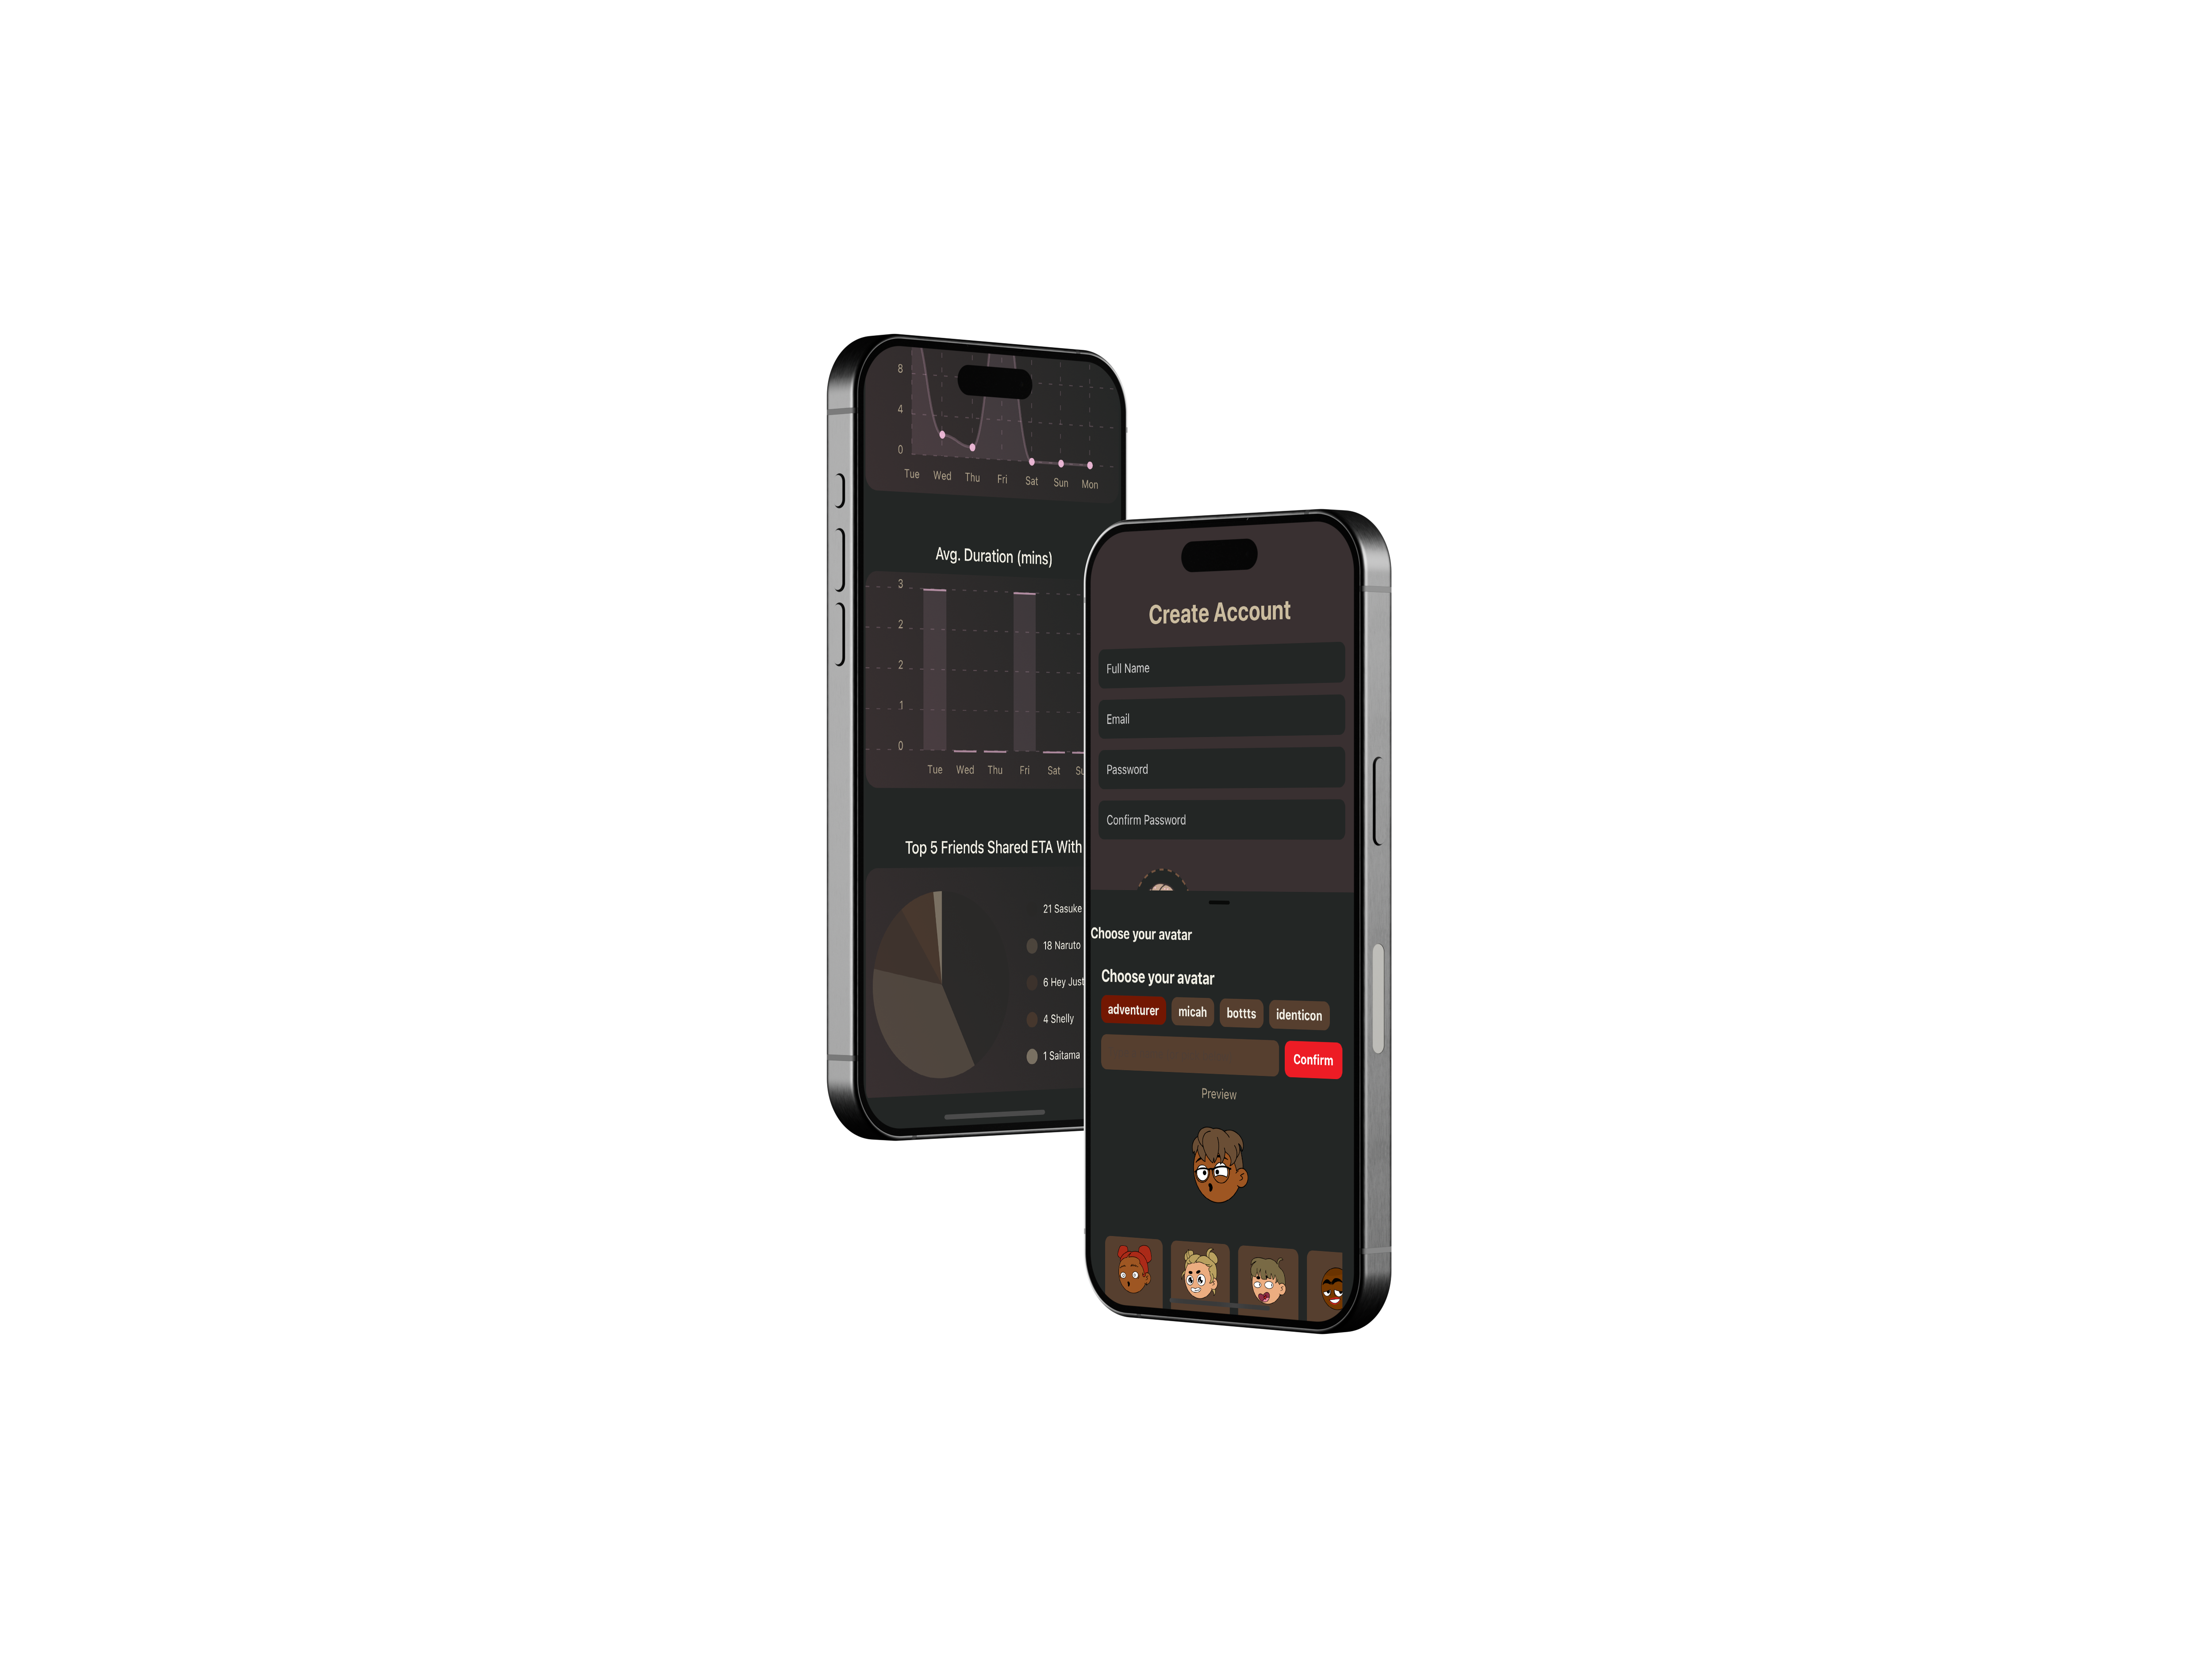 8
4
0
Tue Wed Thu Fri Sat Sun Mon
Avg. Duration (mins)
3
2
2
1
0
Tue Wed Thu Fri Sat
Top 5 Friends Shared ETA With
21 Sasuke
18 Naruto
6 Hey Just
4 Shelly
1 Saitama
Create Account
Full Name
Email
Password
Confirm Password
Choose your avatar
Choose your avatar
adventurer micah bottts identicon
Confirm
Preview